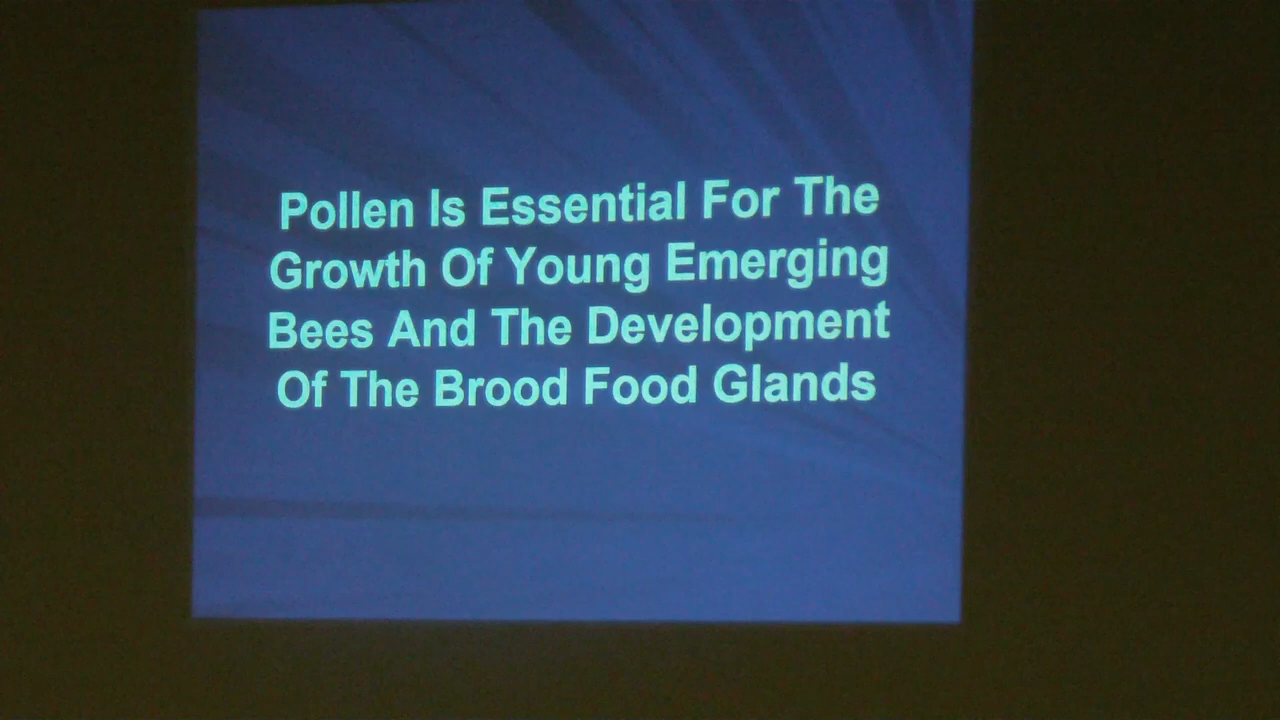 Pollen Is Essential For The
Growth Of Young Emerging
Bees And The Development
Of The Brood Food Glands